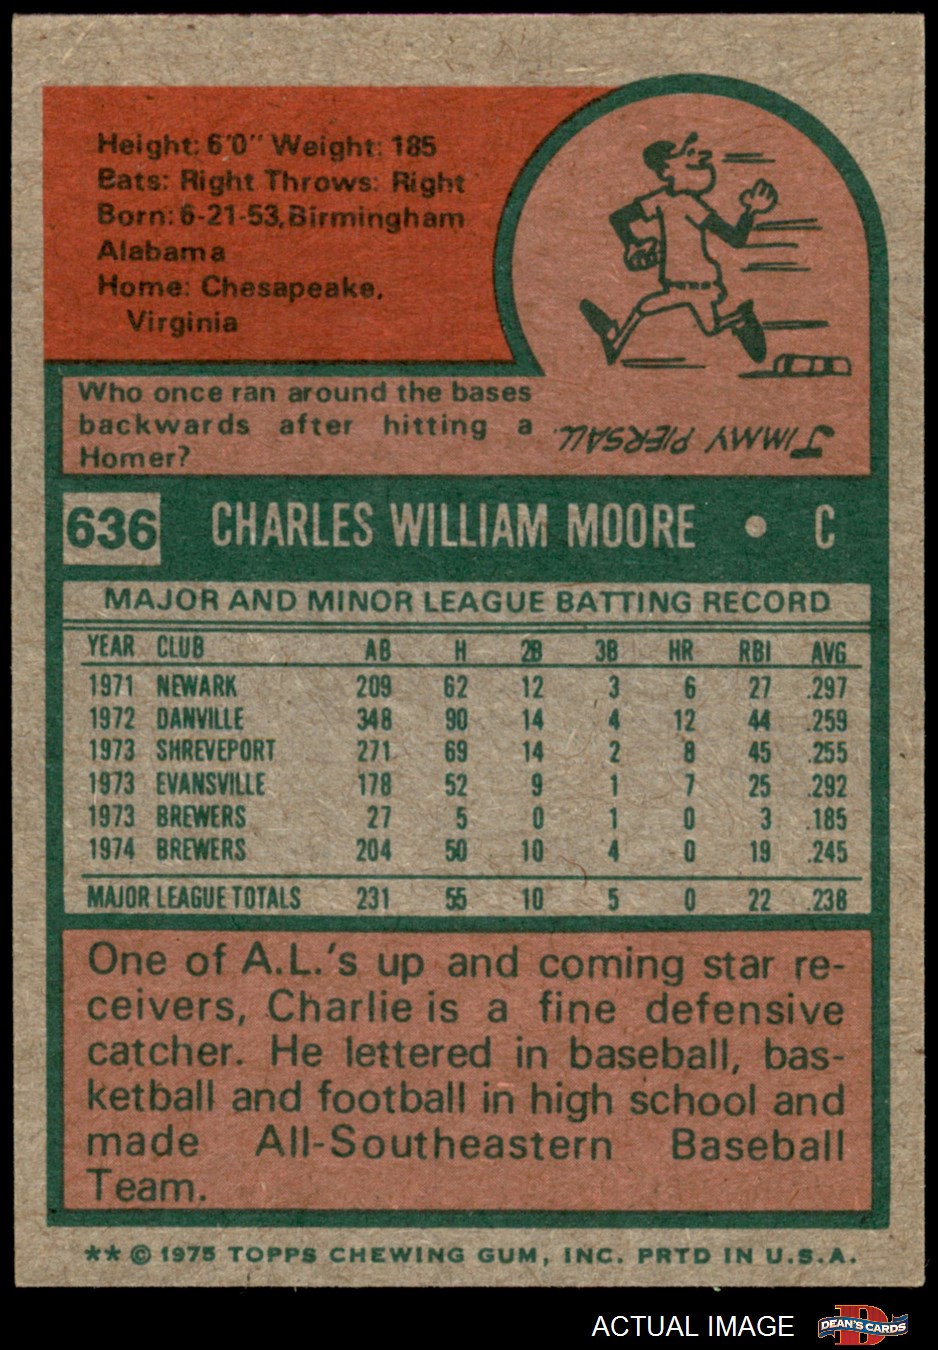 Height: 6'0" Weight: 185
Bats: Right Throws: Right
Born: 6-21-53, Birmingham
Alabama
Home: Chesapeake,
Virginia
Who once ran around the bases
backwards after hitting a
Homer?
JIMMY PIERSALL.
636 CHARLES WILLIAM MOORE • C
MAJOR AND MINOR LEAGUE BATTING RECORD
YEAR CLUB AB H 2B 3B HR RBI AVG
1971 NEWARK 209 62 12 3 6 27 .297
1972 DANVILLE 348 90 14 4 12 44 .259
1973 SHREVEPORT 271 69 14 2 8 45 .255
1973 EVANSVILLE 178 52 9 1 7 25 .292
1973 BREWERS 27 5 0 1 0 3 .185
1974 BREWERS 204 50 10 4 0 19 .245
MAJOR LEAGUE TOTALS 231 55 10 5 0 22 .238
One of A.L.'s up and coming star re-
ceivers, Charlie is a fine defensive
catcher. He lettered in baseball, bas-
ketball and football in high school and
made All-Southeastern Baseball
Team.
** © 1975 TOPPS CHEWING GUM, INC. PRTD IN U.S.A.
ACTUAL IMAGE
D
DEAN'S CARDS